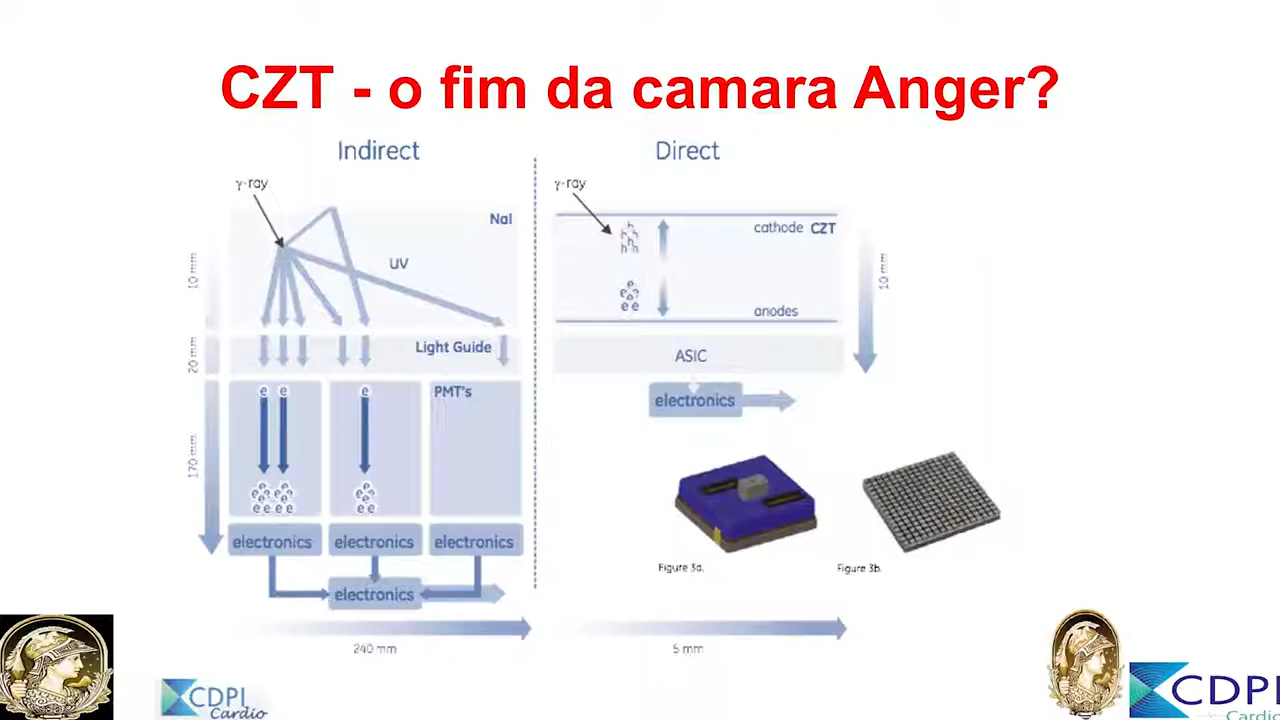 CZT - o fim da camara Anger?
Indirect
γ-ray
NaI
UV
10 mm
Light Guide
20 mm
e e
e
PMT's
170 mm
electronics
electronics
electronics
electronics
240 mm
Direct
γ-ray
cathode CZT
anodes
10 mm
ASIC
electronics
Figure 3a.
Figure 3b.
5 mm
CDPI
Cardio
CDPI
Cardio